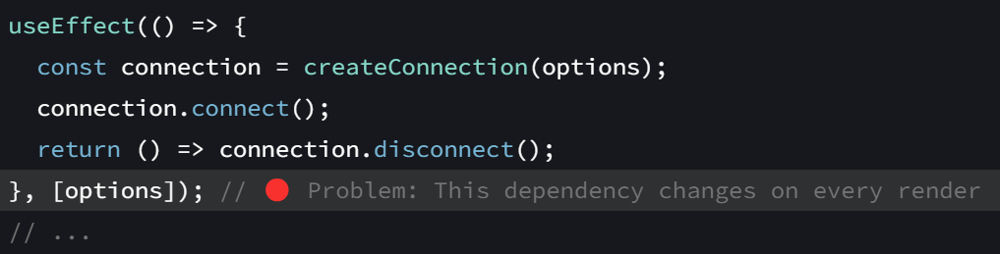 useEffect(() => {
const connection = createConnection(options);
connection.connect();
return () => connection.disconnect();
}, [options]); // 🔴 Problem: This dependency changes on every render
// ...